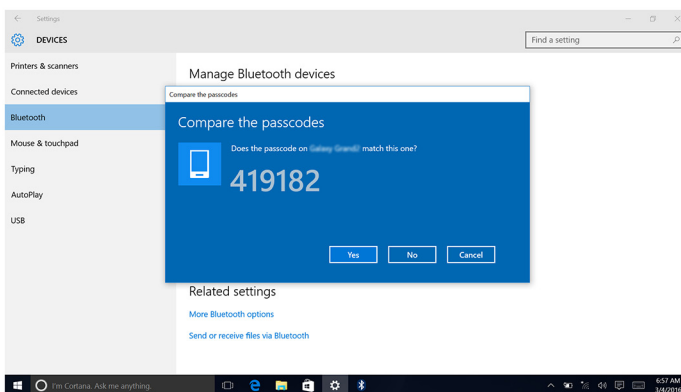 Settings
DEVICES
Find a setting
Printers & scanners
Connected devices
Bluetooth
Mouse & touchpad
Typing
AutoPlay
USB
Manage Bluetooth devices
Compare the passcodes
Compare the passcodes
Does the passcode on Galaxy Grand2 match this one?
419182
Yes No Cancel
Related settings
More Bluetooth options
Send or receive files via Bluetooth
I'm Cortana. Ask me anything.
6:57 AM
3/4/2016